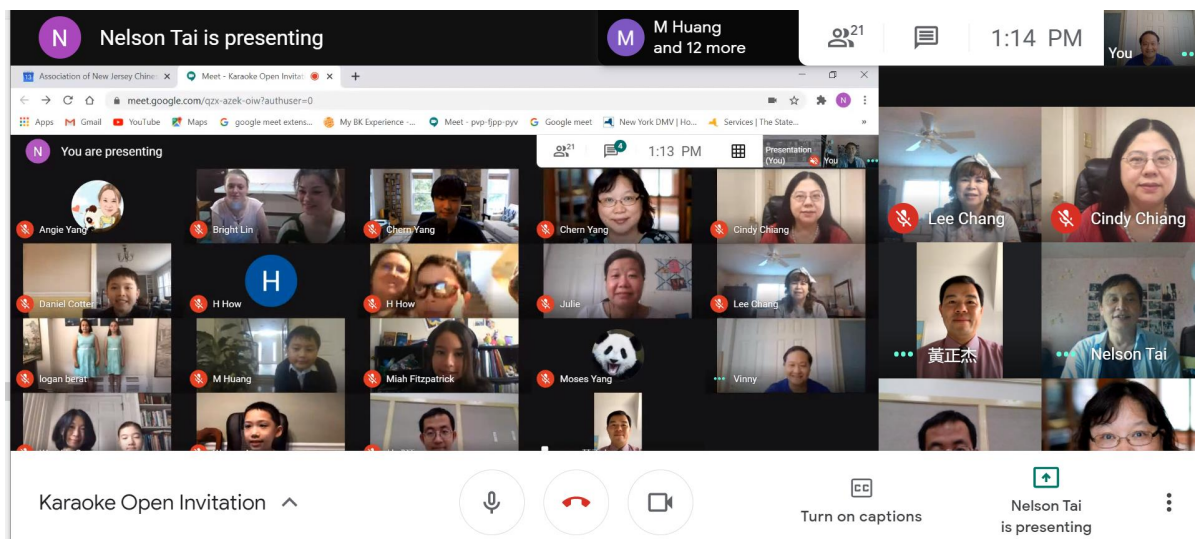 N Nelson Tai is presenting
M M Huang
and 12 more
21
1:14 PM
You
13 Association of New Jersey Chines
Meet - Karaoke Open Invitat
meet.google.com/qzx-azek-oiw?authuser=0
N
Apps
Gmail
YouTube
Maps
google meet extens...
My BK Experience -...
Meet - pvp-fjpp-pyv
Google meet
New York DMV | Ho...
Services | The State...
»
N You are presenting
21
4
1:13 PM
Presentation
(You)
You
Angie Yang
Bright Lin
Chern Yang
Chern Yang
Cindy Chiang
Daniel Cotter
H
H How
H How
Julie
Lee Chang
logan berat
M Huang
Miah Fitzpatrick
Moses Yang
Vinny
Lee Chang
Cindy Chiang
黃正杰
Nelson Tai
Karaoke Open Invitation
CC
Turn on captions
Nelson Tai
is presenting